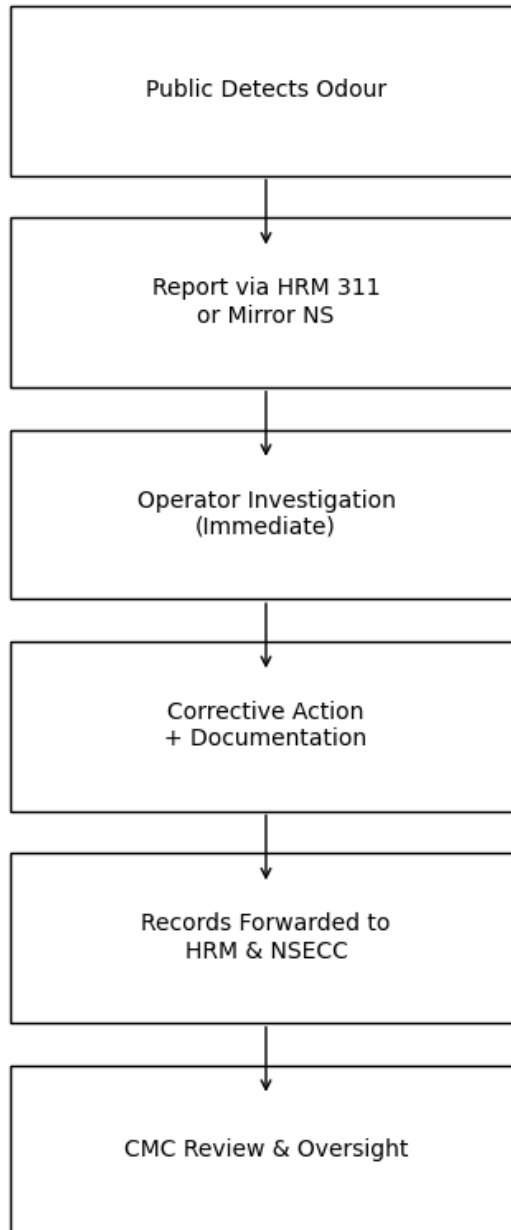 Public Detects Odour
Report via HRM 311
or Mirror NS
Operator Investigation
(Immediate)
Corrective Action
+ Documentation
Records Forwarded to
HRM & NSECC
CMC Review & Oversight